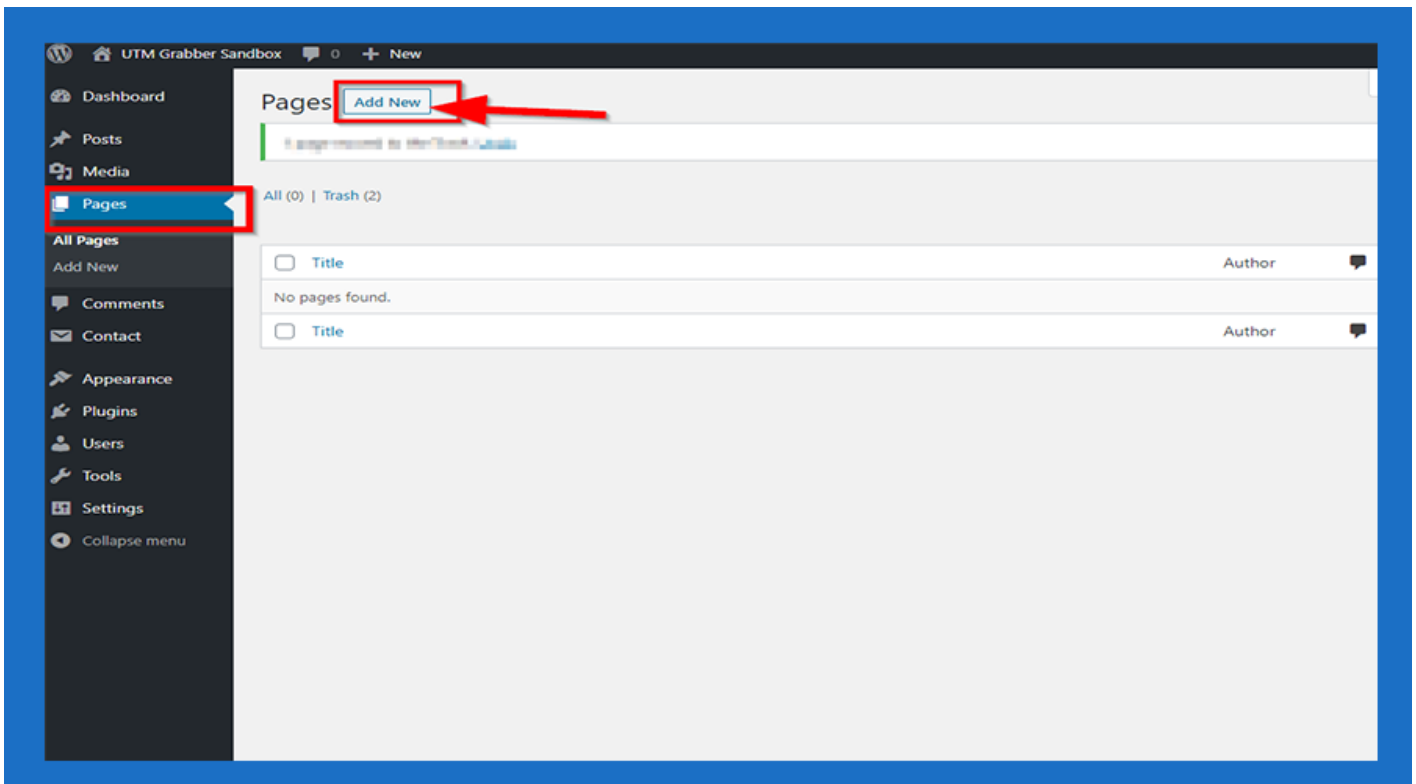 UTM Grabber Sandbox 0 + New
Dashboard
Posts
Media
Pages
All Pages
Add New
Comments
Contact
Appearance
Plugins
Users
Tools
Settings
Collapse menu
Pages Add New
All (0) | Trash (2)
Title Author
No pages found.
Title Author